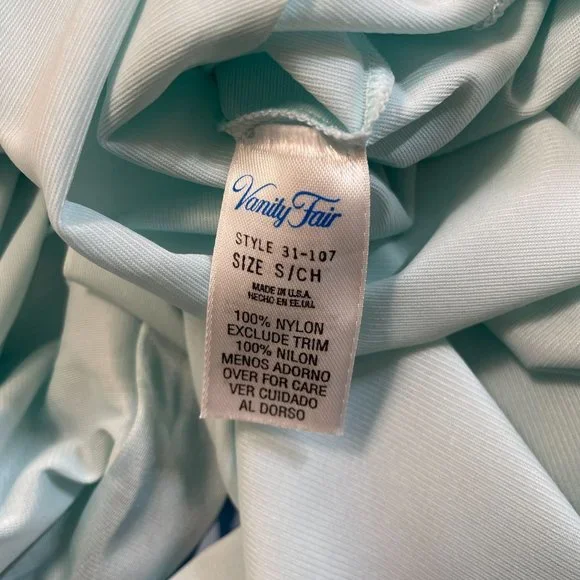 Vanity Fair
STYLE 31-107
SIZE S/CH
MADE IN U.S.A.
HECHO EN EE.UU.
100% NYLON
EXCLUDE TRIM
100% NILON
MENOS ADORNO
OVER FOR CARE
VER CUIDADO
AL DORSO